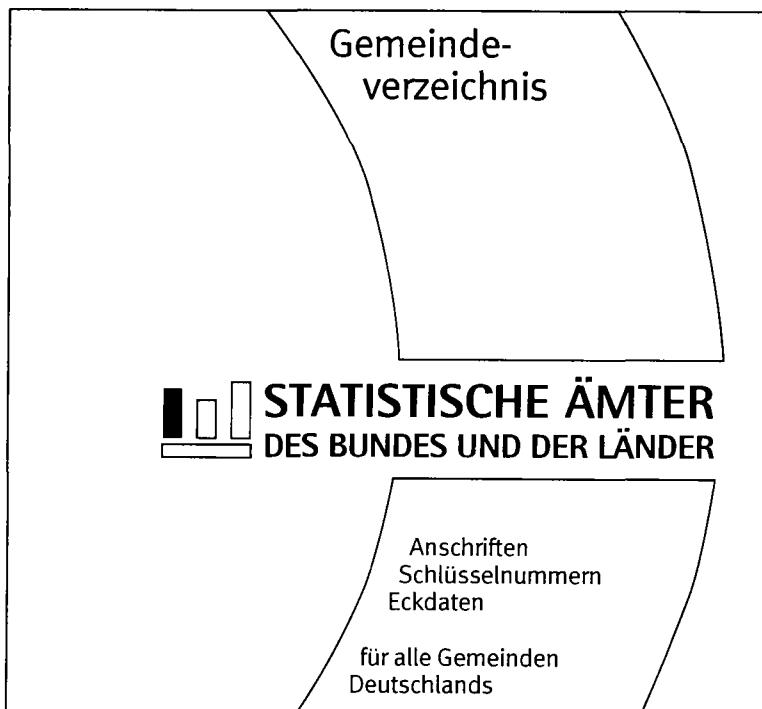 Gemeinde-
verzeichnis
STATISTISCHE ÄMTER
DES BUNDES UND DER LÄNDER
Anschriften
Schlüsselnummern
Eckdaten
für alle Gemeinden
Deutschlands